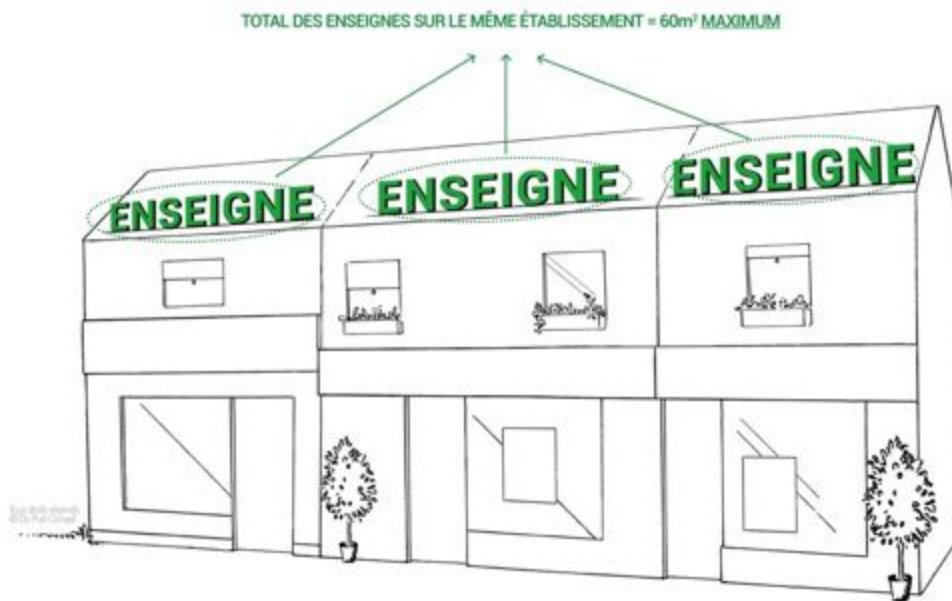 TOTAL DES ENSEIGNES SUR LE MÊME ÉTABLISSEMENT = 60m² MAXIMUM
ENSEIGNE
ENSEIGNE
ENSEIGNE